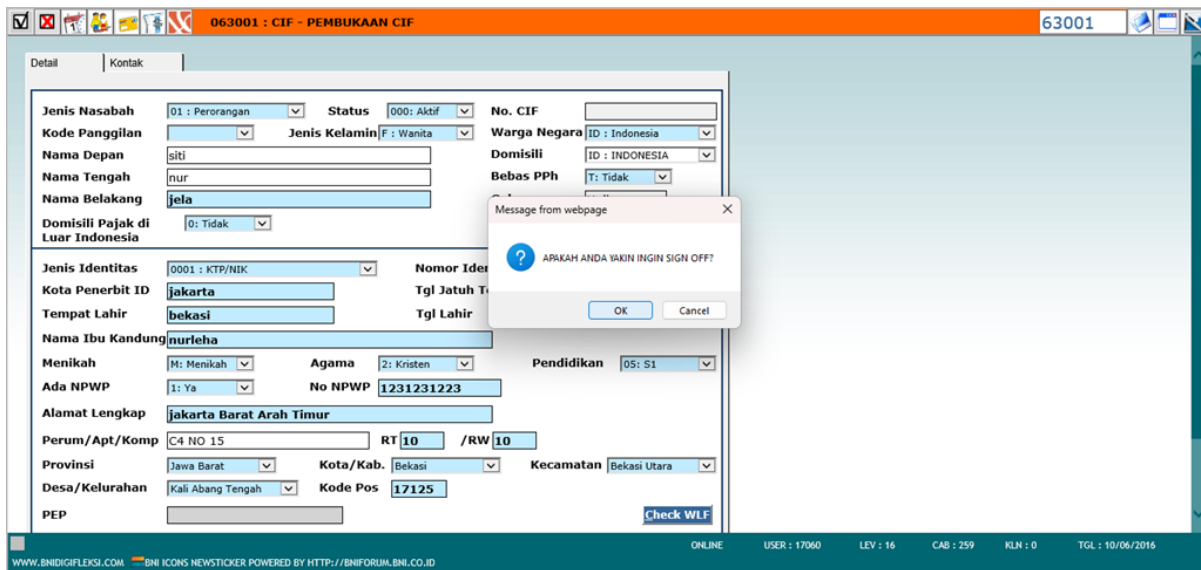 063001 : CIF - PEMBUKAAN CIF 63001
Detail Kontak
Jenis Nasabah 01 : Perorangan Status 000: Aktif No. CIF
Kode Panggilan Jenis Kelamin F : Wanita Warga Negara ID : Indonesia
Nama Depan siti Domisili ID : INDONESIA
Nama Tengah nur Bebas PPh T: Tidak
Nama Belakang jela
Domisili Pajak di Luar Indonesia 0: Tidak
Message from webpage
APAKAH ANDA YAKIN INGIN SIGN OFF?
OK Cancel
Jenis Identitas 0001 : KTP/NIK Nomor Iden
Kota Penerbit ID jakarta Tgl Jatuh T
Tempat Lahir bekasi Tgl Lahir
Nama Ibu Kandung nurleha
Menikah M: Menikah Agama 2: Kristen Pendidikan 05: S1
Ada NPWP 1: Ya No NPWP 1231231223
Alamat Lengkap jakarta Barat Arah Timur
Perum/Apt/Komp C4 NO 15 RT 10 /RW 10
Provinsi Jawa Barat Kota/Kab. Bekasi Kecamatan Bekasi Utara
Desa/Kelurahan Kali Abang Tengah Kode Pos 17125
PEP Check WLF
ONLINE USER : 17060 LEV : 16 CAB : 259 KLN : 0 TGL : 10/06/2016
WWW.BNIDIGIFLEKSI.COM BNI ICONS NEWSTICKER POWERED BY HTTP://BNIFORUM.BNI.CO.ID